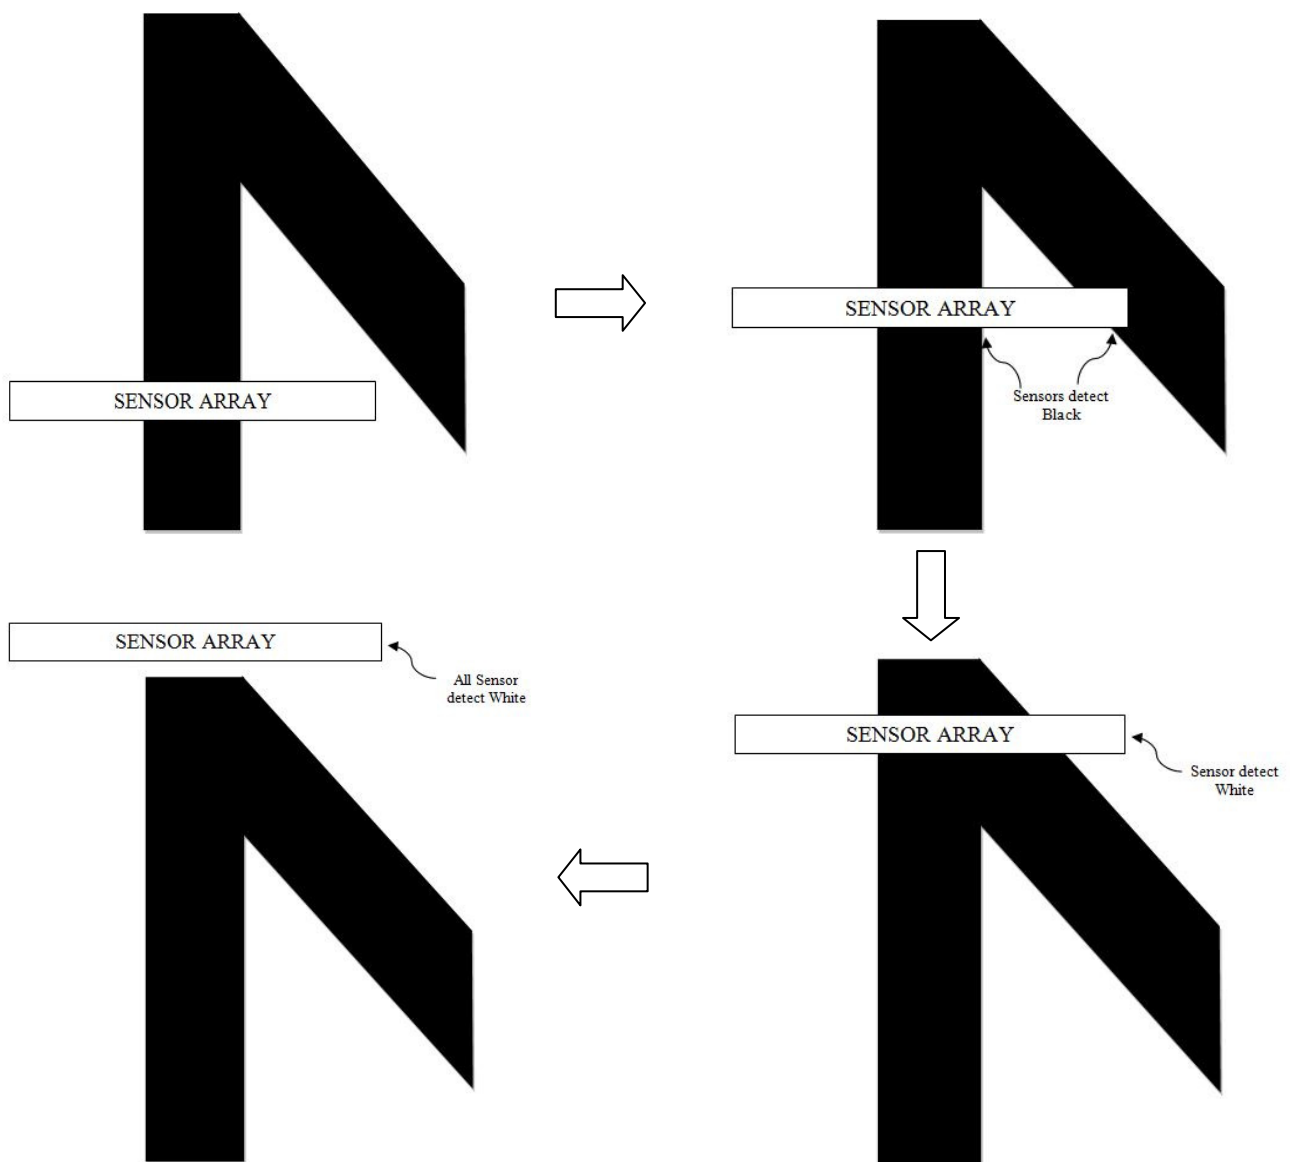 SENSOR ARRAY
SENSOR ARRAY
Sensors detect
Black
SENSOR ARRAY
All Sensor
detect White
SENSOR ARRAY
Sensor detect
White